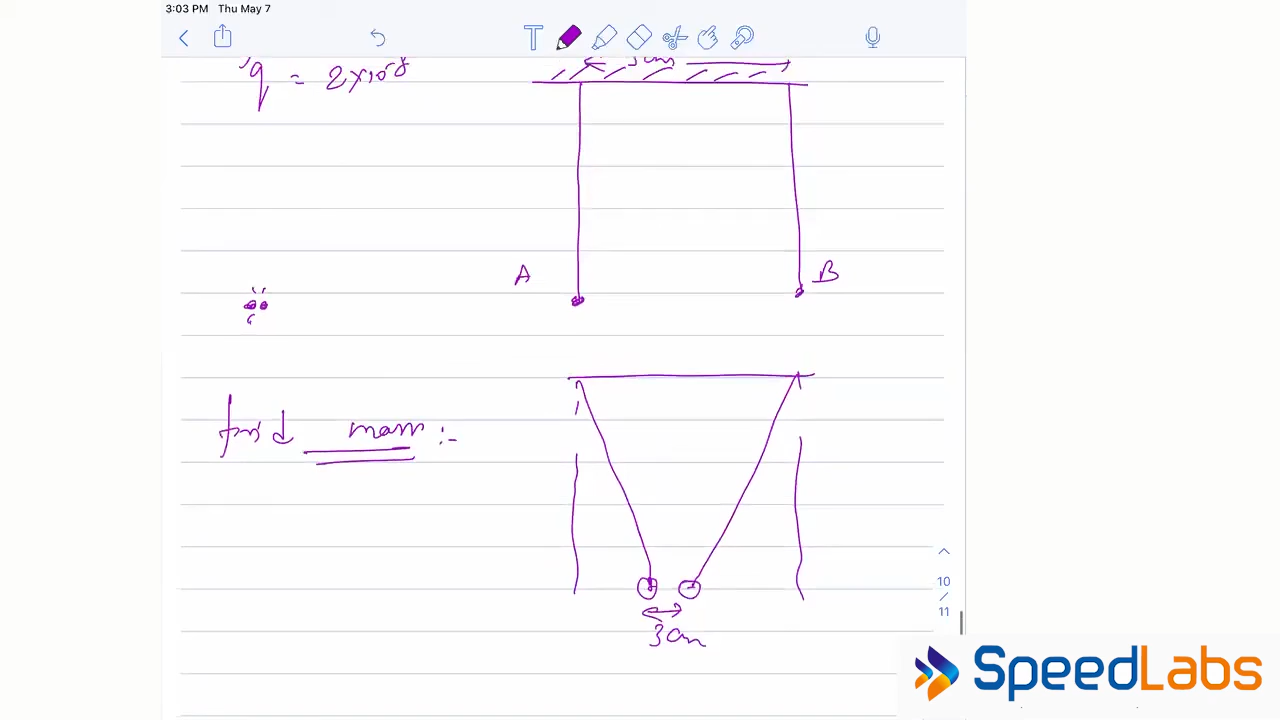 3:03 PM Thu May 7
T
q = 2×10⁻⁸
A
B
find mass :-
3cm
10
/
11
SpeedLabs